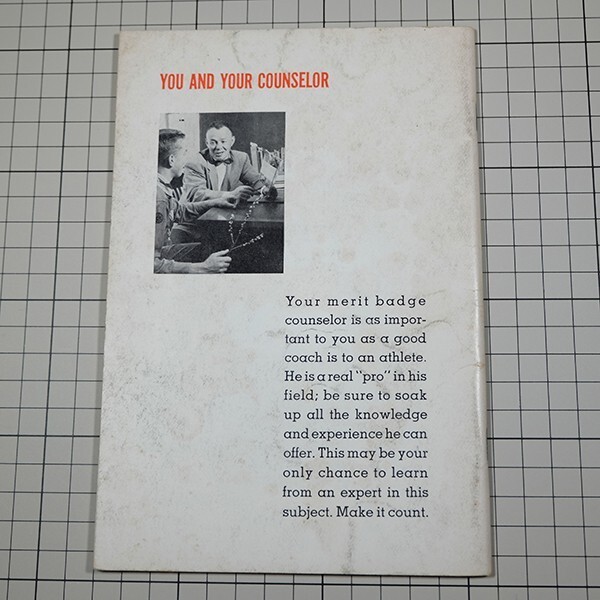 YOU AND YOUR COUNSELOR
Your merit badge
counselor is as impor-
tant to you as a good
coach is to an athlete.
He is a real "pro" in his
field; be sure to soak
up all the knowledge
and experience he can
offer. This may be your
only chance to learn
from an expert in this
subject. Make it count.